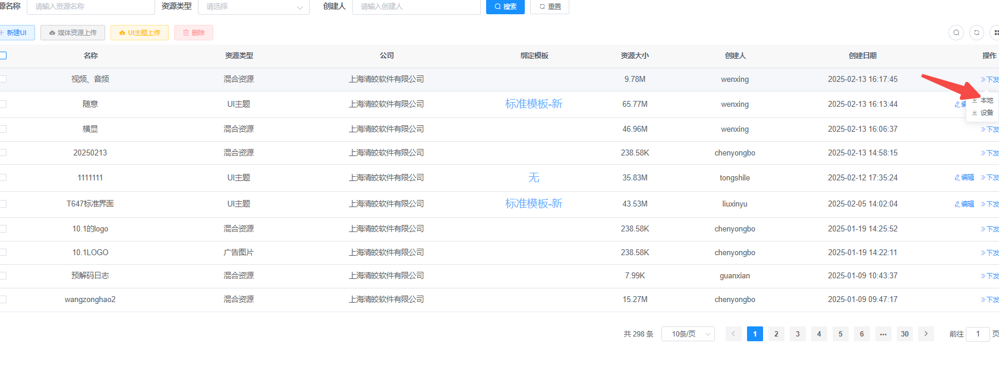 源名称 请输入资源名称 资源类型 请选择 创建人 请输入创建人 搜索 重置
新建UI 媒体资源上传 UI主题上传 删除
名称 资源类型 公司 绑定模板 资源大小 创建人 创建日期 操作
视频、音频 混合资源 上海清皎软件有限公司 9.78M wenxing 2025-02-13 16:17:45 下发
本地
设备
随意 UI主题 上海清皎软件有限公司 标准模板-新 65.77M wenxing 2025-02-13 16:13:44 编
横显 混合资源 上海清皎软件有限公司 46.96M wenxing 2025-02-13 16:06:37 下发
20250213 混合资源 上海清皎软件有限公司 238.58K chenyongbo 2025-02-13 14:58:15 下发
1111111 UI主题 上海清皎软件有限公司 无 35.83M tongshile 2025-02-12 17:35:24 编辑 下发
T647标准界面 UI主题 上海清皎软件有限公司 标准模板-新 43.53M liuxinyu 2025-02-05 14:02:04 编辑 下发
10.1的logo 混合资源 上海清皎软件有限公司 238.58K chenyongbo 2025-01-19 14:25:52 下发
10.1LOGO 广告图片 上海清皎软件有限公司 238.58K chenyongbo 2025-01-19 14:22:11 下发
预解码日志 混合资源 上海清皎软件有限公司 7.99K guanxian 2025-01-09 10:43:37 下发
wangzonghao2 混合资源 上海清皎软件有限公司 15.27M chenyongbo 2025-01-09 09:47:17 下发
共 298 条 10条/页 1 2 3 4 5 6 ••• 30 前往 1 页